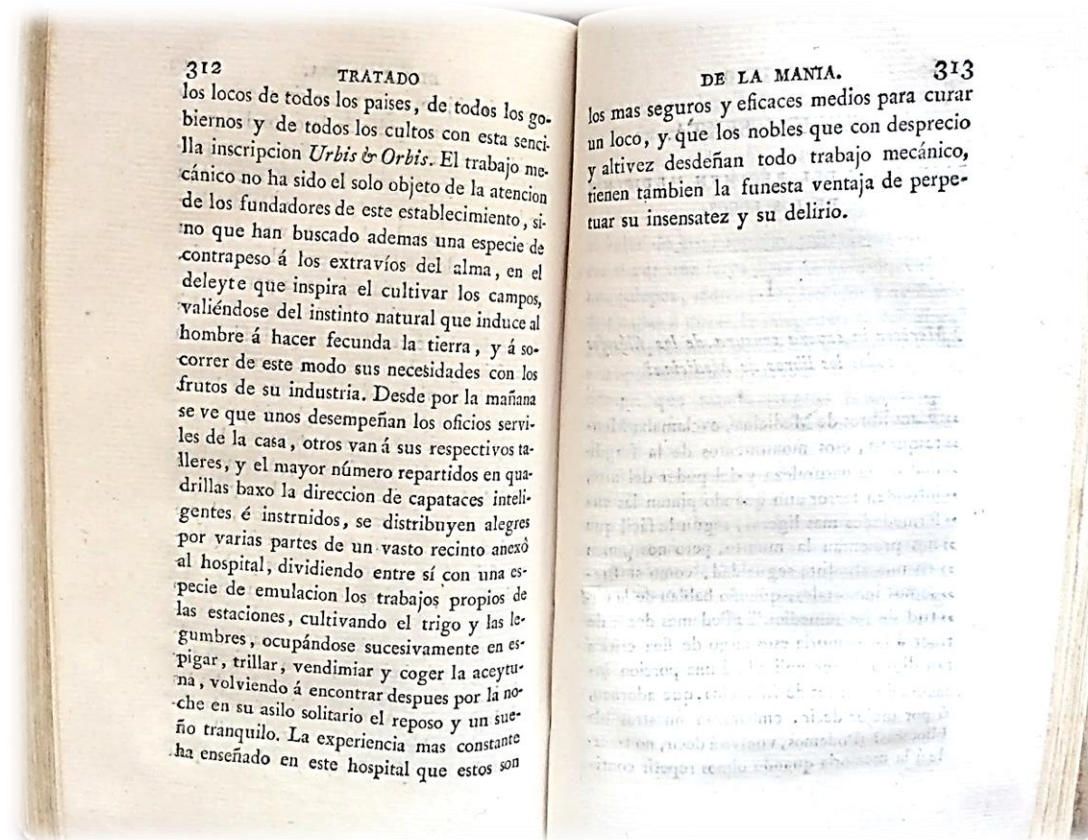 312 TRATADO
los locos de todos los paises, de todos los go-
biernos y de todos los cultos con esta senci-
lla inscripcion Urbis & Orbis. El trabajo me-
cánico no ha sido el solo objeto de la atencion
de los fundadores de este establecimiento, si-
no que han buscado ademas una especie de
contrapeso á los extravíos del alma, en el
deleyte que inspira el cultivar los campos,
valiéndose del instinto natural que induce al
hombre á hacer fecunda la tierra, y á so-
correr de este modo sus necesidades con los
frutos de su industria. Desde por la mañana
se ve que unos desempeñan los oficios servi-
les de la casa, otros van á sus respectivos ta-
lleres, y el mayor número repartidos en qua-
drillas baxo la direccion de capataces inteli-
gentes é instruidos, se distribuyen alegres
por varias partes de un vasto recinto anexô
al hospital, dividiendo entre sí con una es-
pecie de emulacion los trabajos propios de
las estaciones, cultivando el trigo y las le-
gumbres, ocupándose sucesivamente en es-
pigar, trillar, vendimiar y coger la aceytu-
na, volviendo á encontrar despues por la no-
che en su asilo solitario el reposo y un sue-
ño tranquilo. La experiencia mas constante
ha enseñado en este hospital que estos son
DE LA MANIA. 313
los mas seguros y eficaces medios para curar
un loco, y que los nobles que con desprecio
y altivez desdeñan todo trabajo mecánico,
tienen tambien la funesta ventaja de perpe-
tuar su insensatez y su delirio.